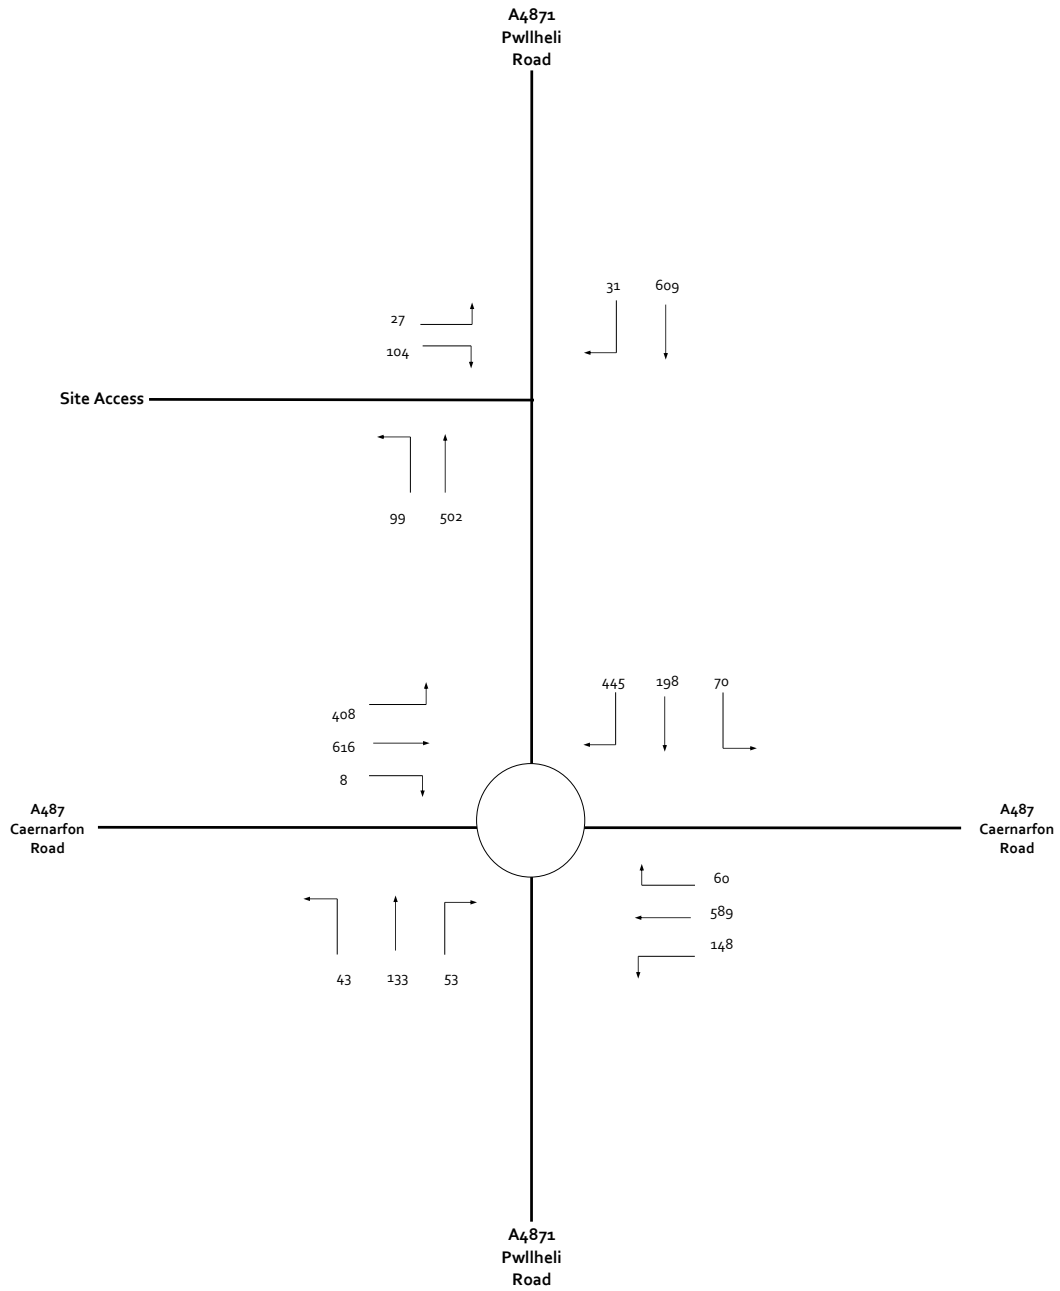 A4871
Pwllheli
Road
31 609
27
104
Site Access
99 502
445 198 70
408
616
8
A487
Caernarfon
Road
A487
Caernarfon
Road
60
589
148
43 133 53
A4871
Pwllheli
Road